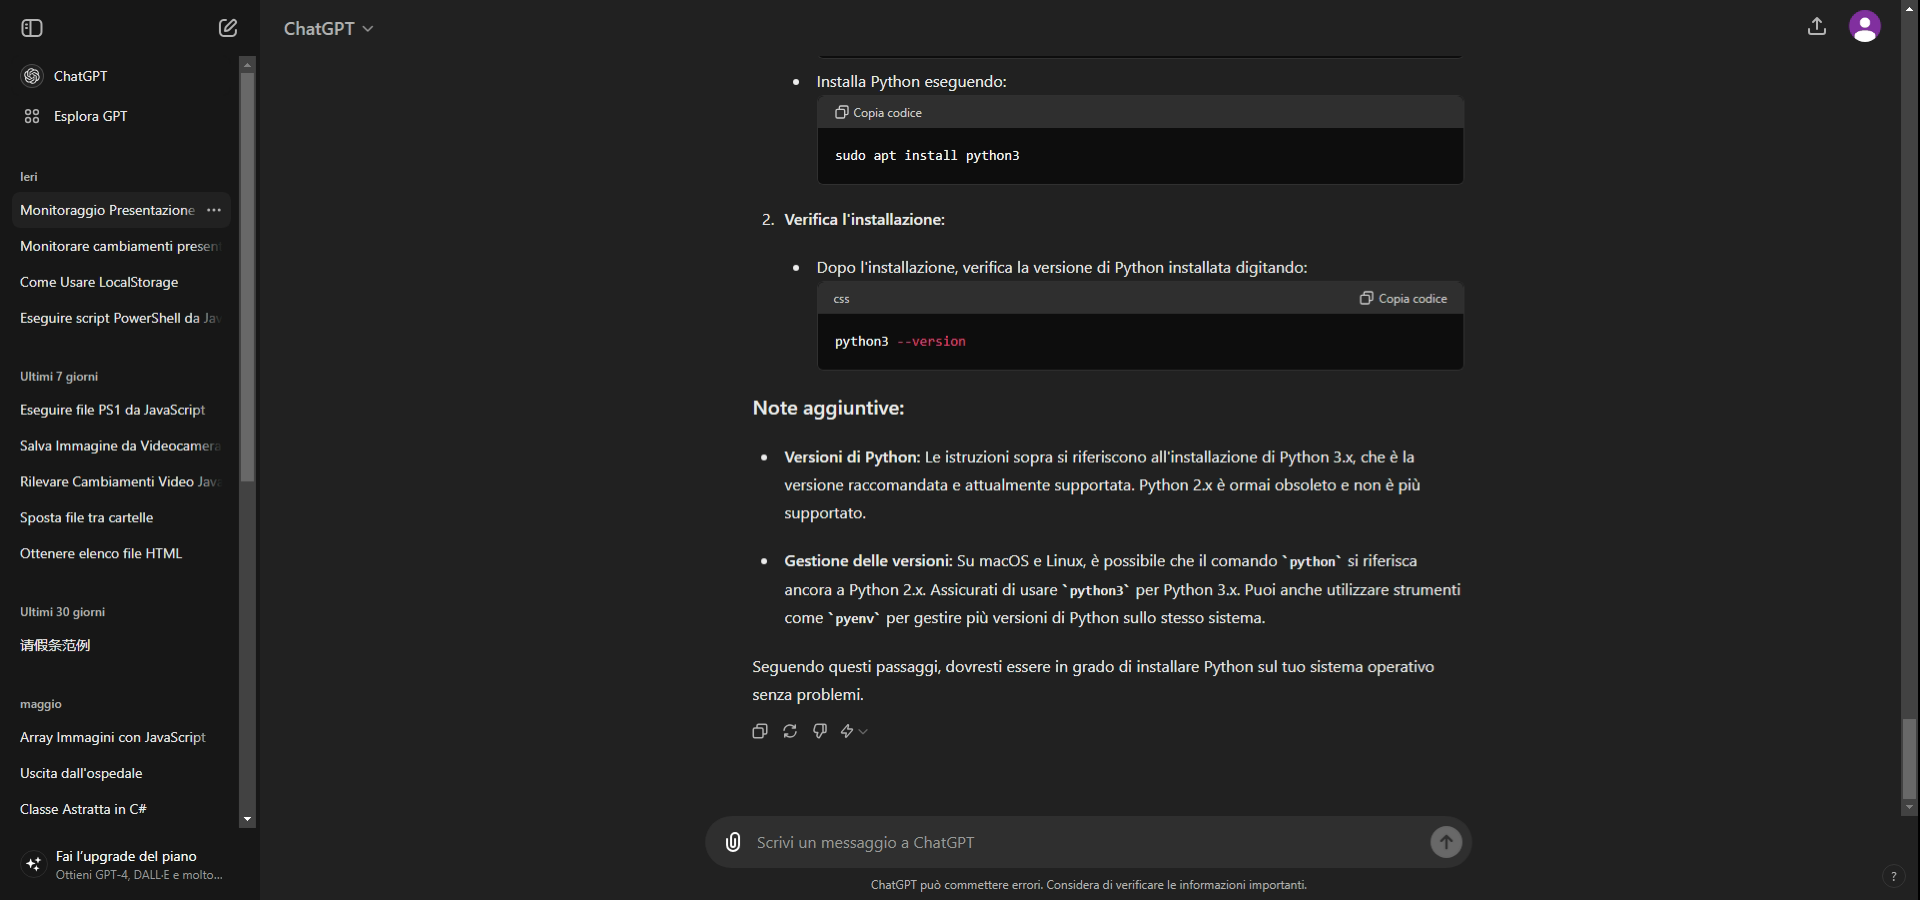 ChatGPT
Esplora GPT
Ieri
Monitoraggio Presentazione
Monitorare cambiamenti presen
Come Usare LocalStorage
Eseguire script PowerShell da Jav
Ultimi 7 giorni
Eseguire file PS1 da JavaScript
Salva Immagine da Videocamera
Rilevare Cambiamenti Video Java
Sposta file tra cartelle
Ottenere elenco file HTML
Ultimi 30 giorni
请假条范例
maggio
Array Immagini con JavaScript
Uscita dall'ospedale
Classe Astratta in C#
Fai l'upgrade del piano
Ottieni GPT-4, DALL·E e molto...
ChatGPT
Installa Python eseguendo:
Copia codice
sudo apt install python3
2. Verifica l'installazione:
Dopo l'installazione, verifica la versione di Python installata digitando:
css Copia codice
python3 --version
Note aggiuntive:
Versioni di Python: Le istruzioni sopra si riferiscono all'installazione di Python 3.x, che è la
versione raccomandata e attualmente supportata. Python 2.x è ormai obsoleto e non è più
supportato.
Gestione delle versioni: Su macOS e Linux, è possibile che il comando `python` si riferisca
ancora a Python 2.x. Assicurati di usare `python3` per Python 3.x. Puoi anche utilizzare strumenti
come `pyenv` per gestire più versioni di Python sullo stesso sistema.
Seguendo questi passaggi, dovresti essere in grado di installare Python sul tuo sistema operativo
senza problemi.
Scrivi un messaggio a ChatGPT
ChatGPT può commettere errori. Considera di verificare le informazioni importanti.
?